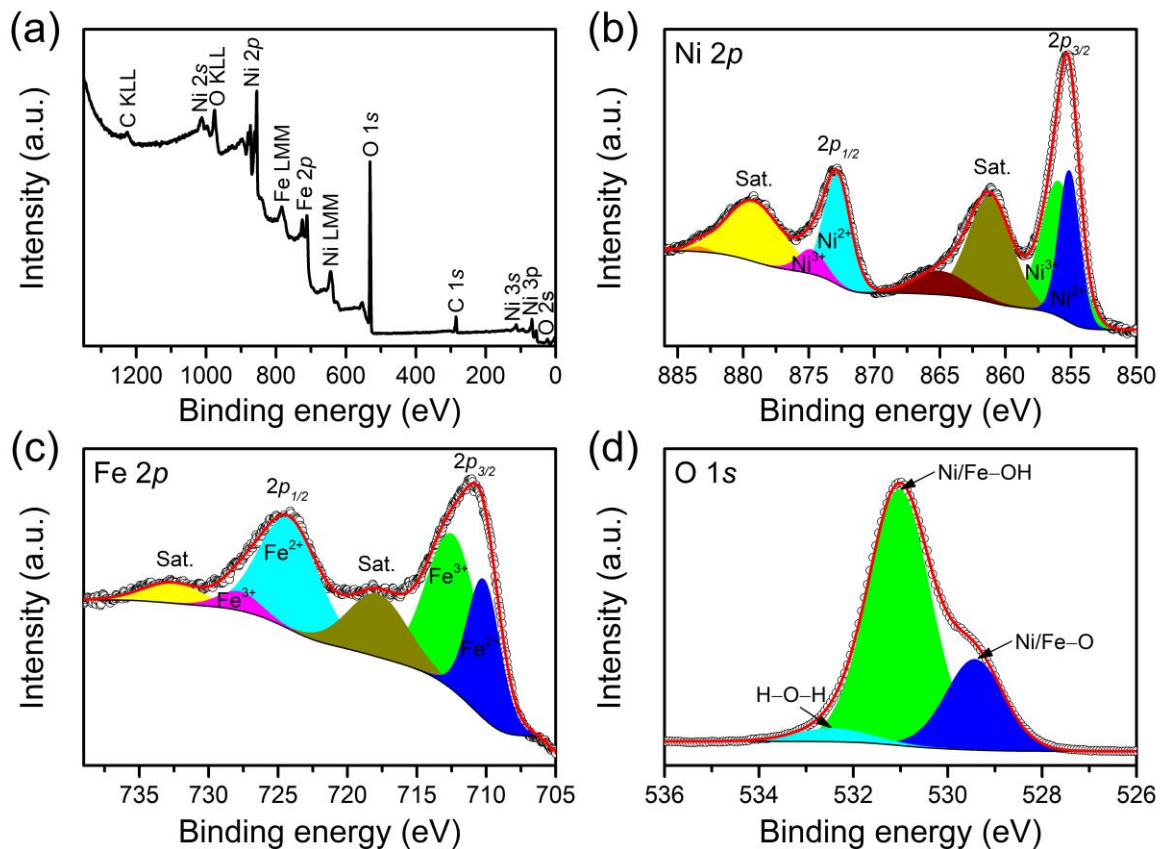 (a)
Intensity (a.u.)
C KLL
Ni 2s
O KLL
Ni 2p
Fe LMM
Fe 2p
Ni LMM
O 1s
C 1s
Ni 3s
Ni 3p
O 2s
1200 1000 800 600 400 200 0
Binding energy (eV)
(b)
Intensity (a.u.)
Ni 2p
2p3/2
2p1/2
Sat.
Sat.
Ni2+
Ni3+
Ni3+
Ni2+
885 880 875 870 865 860 855 850
Binding energy (eV)
(c)
Intensity (a.u.)
Fe 2p
2p3/2
2p1/2
Sat.
Sat.
Fe2+
Fe3+
Fe3+
Fe2+
735 730 725 720 715 710 705
Binding energy (eV)
(d)
Intensity (a.u.)
O 1s
Ni/Fe–OH
Ni/Fe–O
H–O–H
536 534 532 530 528 526
Binding energy (eV)